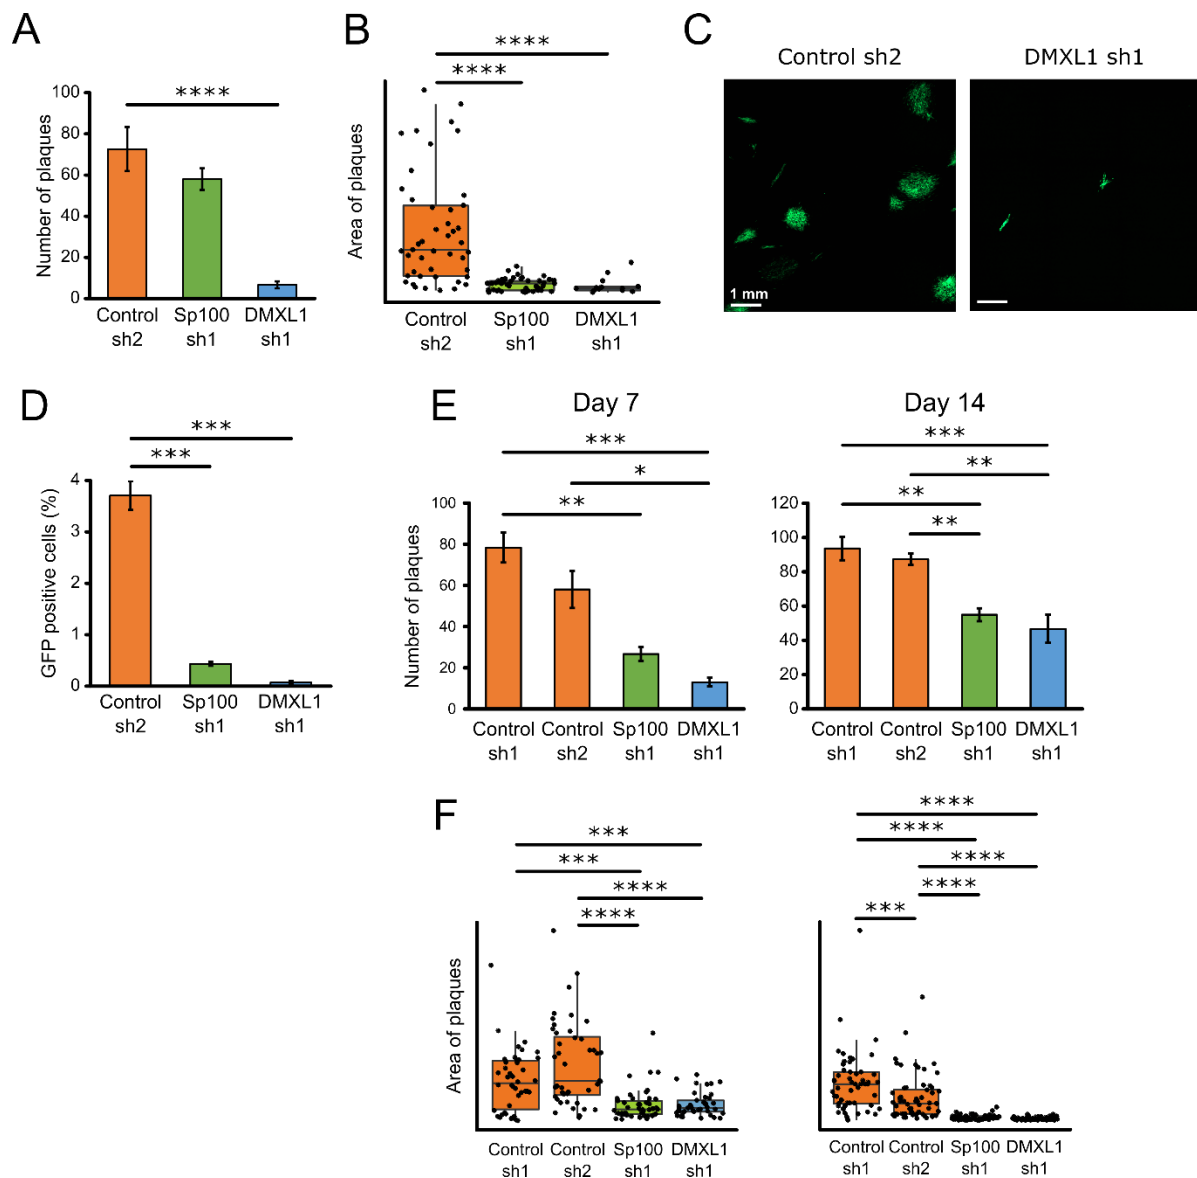 A
****
Number of plaques
100
80
60
40
20
0
Control sh2
Sp100 sh1
DMXL1 sh1
B
****
****
Area of plaques
Control sh2
Sp100 sh1
DMXL1 sh1
C
Control sh2
DMXL1 sh1
1 mm
D
***
***
GFP positive cells (%)
4
3
2
1
0
Control sh2
Sp100 sh1
DMXL1 sh1
E
Day 7
***
*
**
Number of plaques
100
80
60
40
20
0
Control sh1
Control sh2
Sp100 sh1
DMXL1 sh1
Day 14
***
**
**
**
120
100
80
60
40
20
0
Control sh1
Control sh2
Sp100 sh1
DMXL1 sh1
F
***
***
****
****
Area of plaques
Control sh1
Control sh2
Sp100 sh1
DMXL1 sh1
****
****
****
****
***
Control sh1
Control sh2
Sp100 sh1
DMXL1 sh1